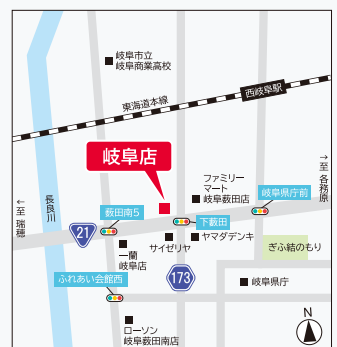 岐阜市立
岐阜商業高校
東海道本線
西岐阜駅
岐阜店
→至 各務原
ファミリー
マート
岐阜薮田店
岐阜県庁前
←至 瑞穂
長良川
薮田南5
下薮田
21
一蘭
岐阜店
サイゼリヤ
ヤマダデンキ
ぎふ結のもり
ふれあい会館西
173
岐阜県庁
ローソン
岐阜薮田南店
N